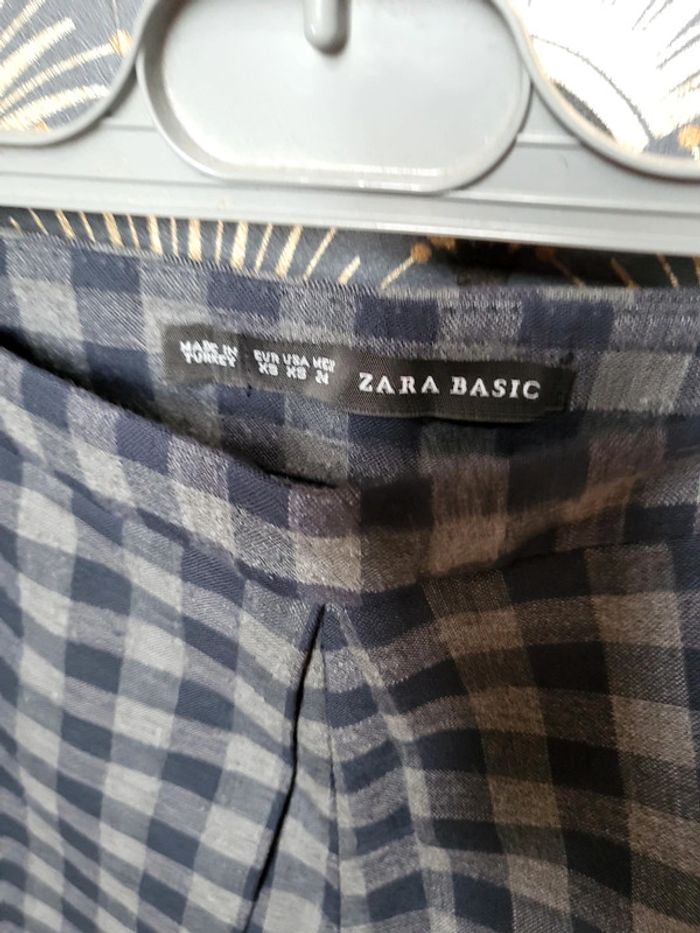 MADE IN
TURKEY
EUR USA MEX
XS XS 24
ZARA BASIC